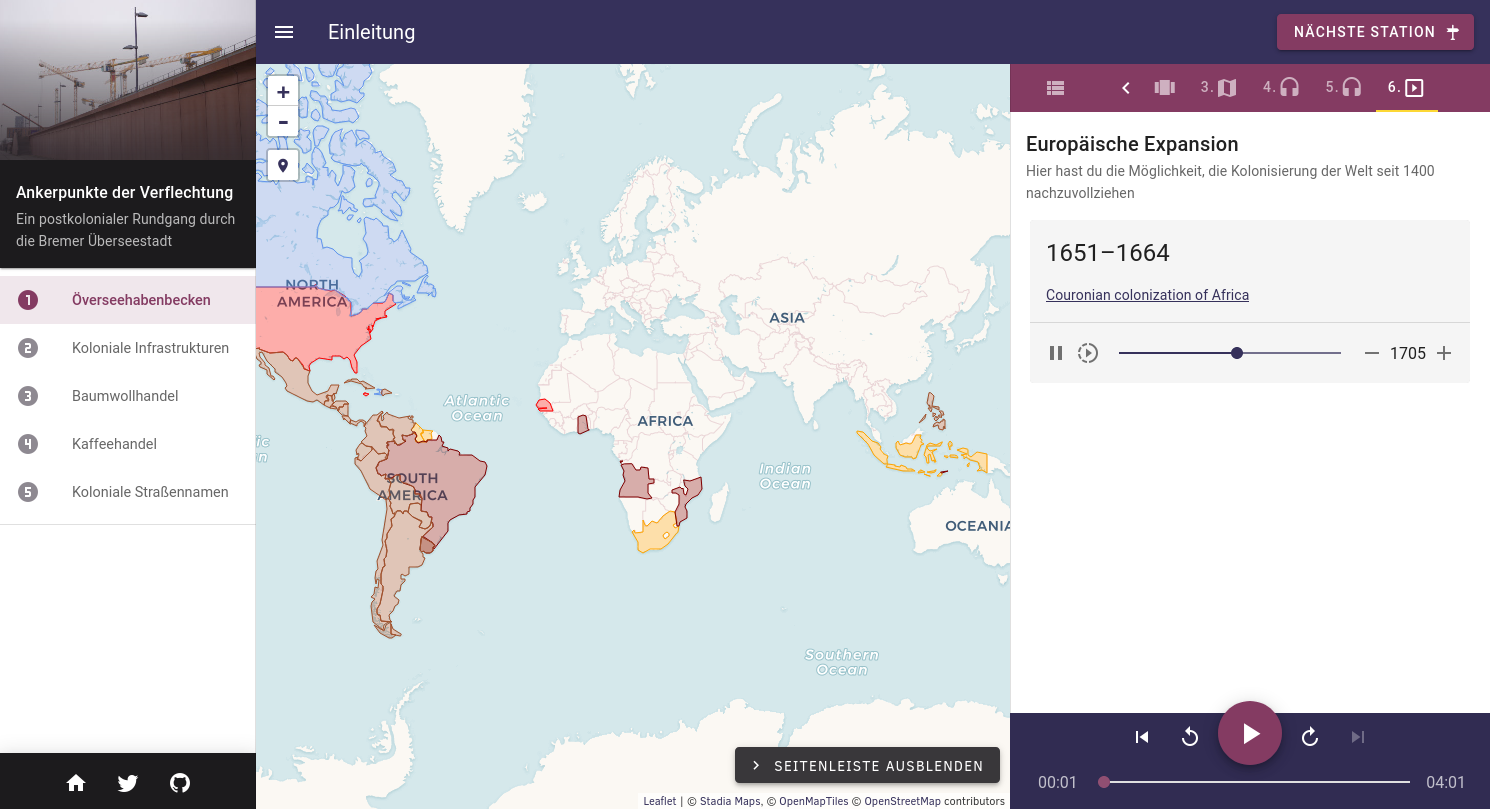 Einleitung
NÄCHSTE STATION
Ankerpunkte der Verflechtung
Ein postkolonialer Rundgang durch
die Bremer Überseestadt
1 Överseehabenbecken
2 Koloniale Infrastrukturen
3 Baumwollhandel
4 Kaffeehandel
5 Koloniale Straßennamen
+
−
NORTH
AMERICA
ASIA
Atlantic
Ocean
AFRICA
ic
n
SOUTH
AMERICA
Indian
Ocean
OCEANIA
Southern
Ocean
SEITENLEISTE AUSBLENDEN
Leaflet | © Stadia Maps, © OpenMapTiles © OpenStreetMap contributors
3. 4. 5. 6.
Europäische Expansion
Hier hast du die Möglichkeit, die Kolonisierung der Welt seit 1400
nachzuvollziehen
1651–1664
Couronian colonization of Africa
− 1705 +
00:01 04:01